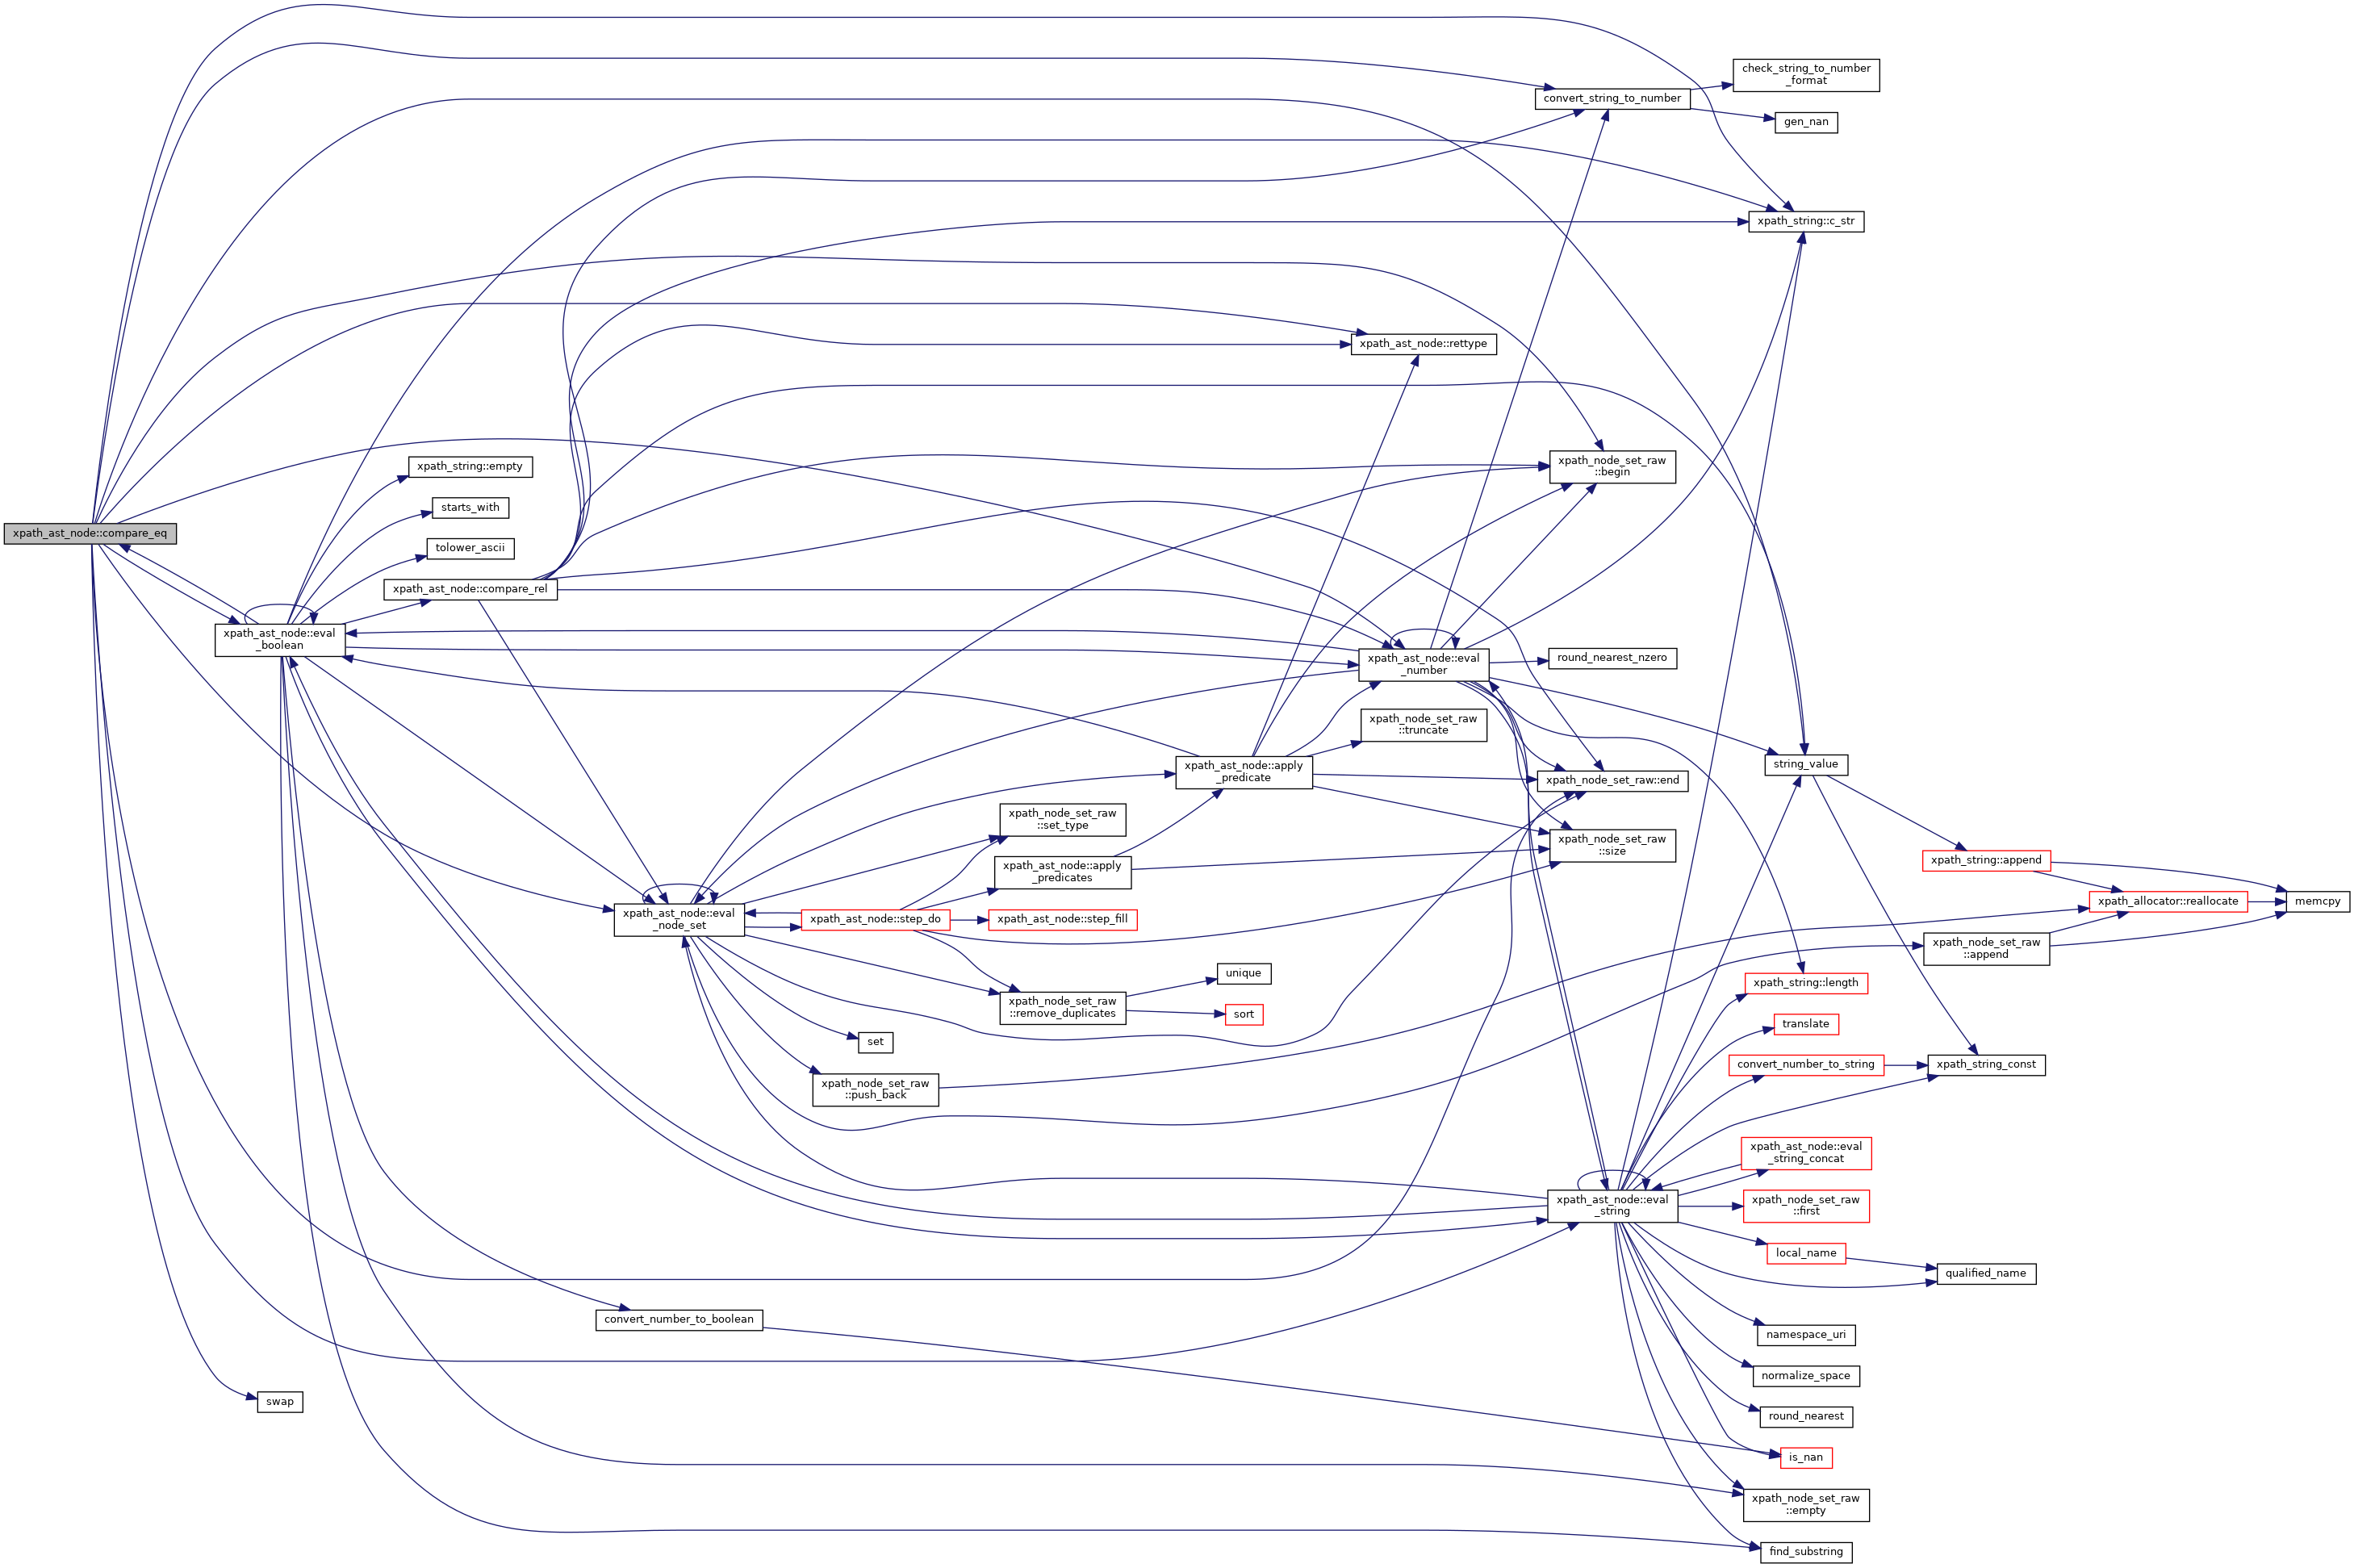 check_string_to_number
_format
convert_string_to_number
gen_nan
xpath_string::c_str
xpath_ast_node::rettype
xpath_string::empty
xpath_node_set_raw
::begin
starts_with
xpath_ast_node::compare_eq
tolower_ascii
xpath_ast_node::compare_rel
xpath_ast_node::eval
_boolean
xpath_ast_node::eval
_number
round_nearest_nzero
xpath_node_set_raw
::truncate
xpath_ast_node::apply
_predicate
string_value
xpath_node_set_raw::end
xpath_node_set_raw
::set_type
xpath_node_set_raw
::size
xpath_ast_node::apply
_predicates
xpath_string::append
xpath_allocator::reallocate
memcpy
xpath_ast_node::eval
_node_set
xpath_ast_node::step_do
xpath_ast_node::step_fill
xpath_node_set_raw
::append
unique
xpath_string::length
xpath_node_set_raw
::remove_duplicates
sort
translate
set
convert_number_to_string
xpath_string_const
xpath_node_set_raw
::push_back
xpath_ast_node::eval
_string_concat
xpath_ast_node::eval
_string
xpath_node_set_raw
::first
local_name
qualified_name
convert_number_to_boolean
namespace_uri
normalize_space
swap
round_nearest
is_nan
xpath_node_set_raw
::empty
find_substring